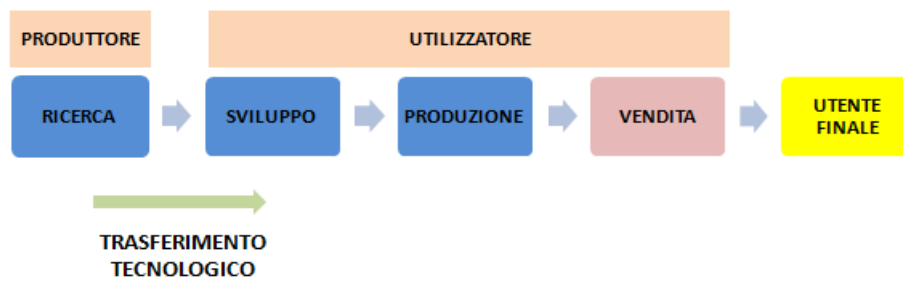 PRODUTTORE
UTILIZZATORE
RICERCA
SVILUPPO
PRODUZIONE
VENDITA
UTENTE
FINALE
TRASFERIMENTO
TECNOLOGICO